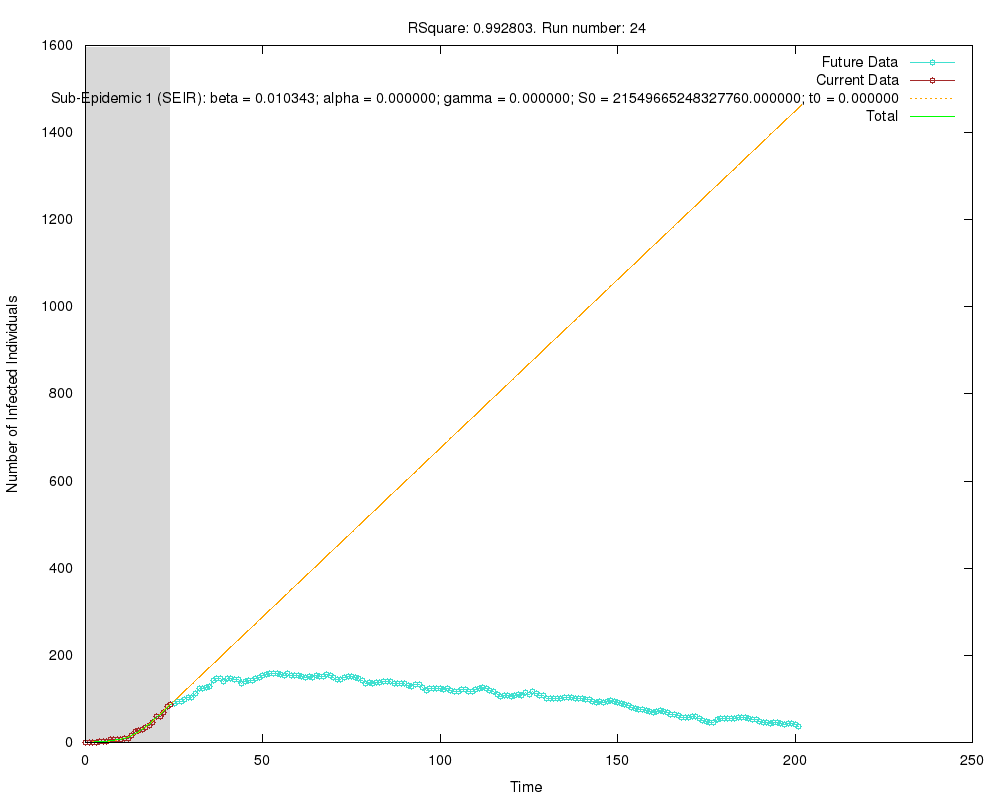 RSquare: 0.992803. Run number: 24
1600
1400
1200
1000
800
600
400
200
0
Future Data
Current Data
Sub-Epidemic 1 (SEIR): beta = 0.010343; alpha = 0.000000; gamma = 0.000000; S0 = 21549665248327760.000000; t0 = 0.000000
Total
Number of Infected Individuals
0 50 100 150 200 250
Time